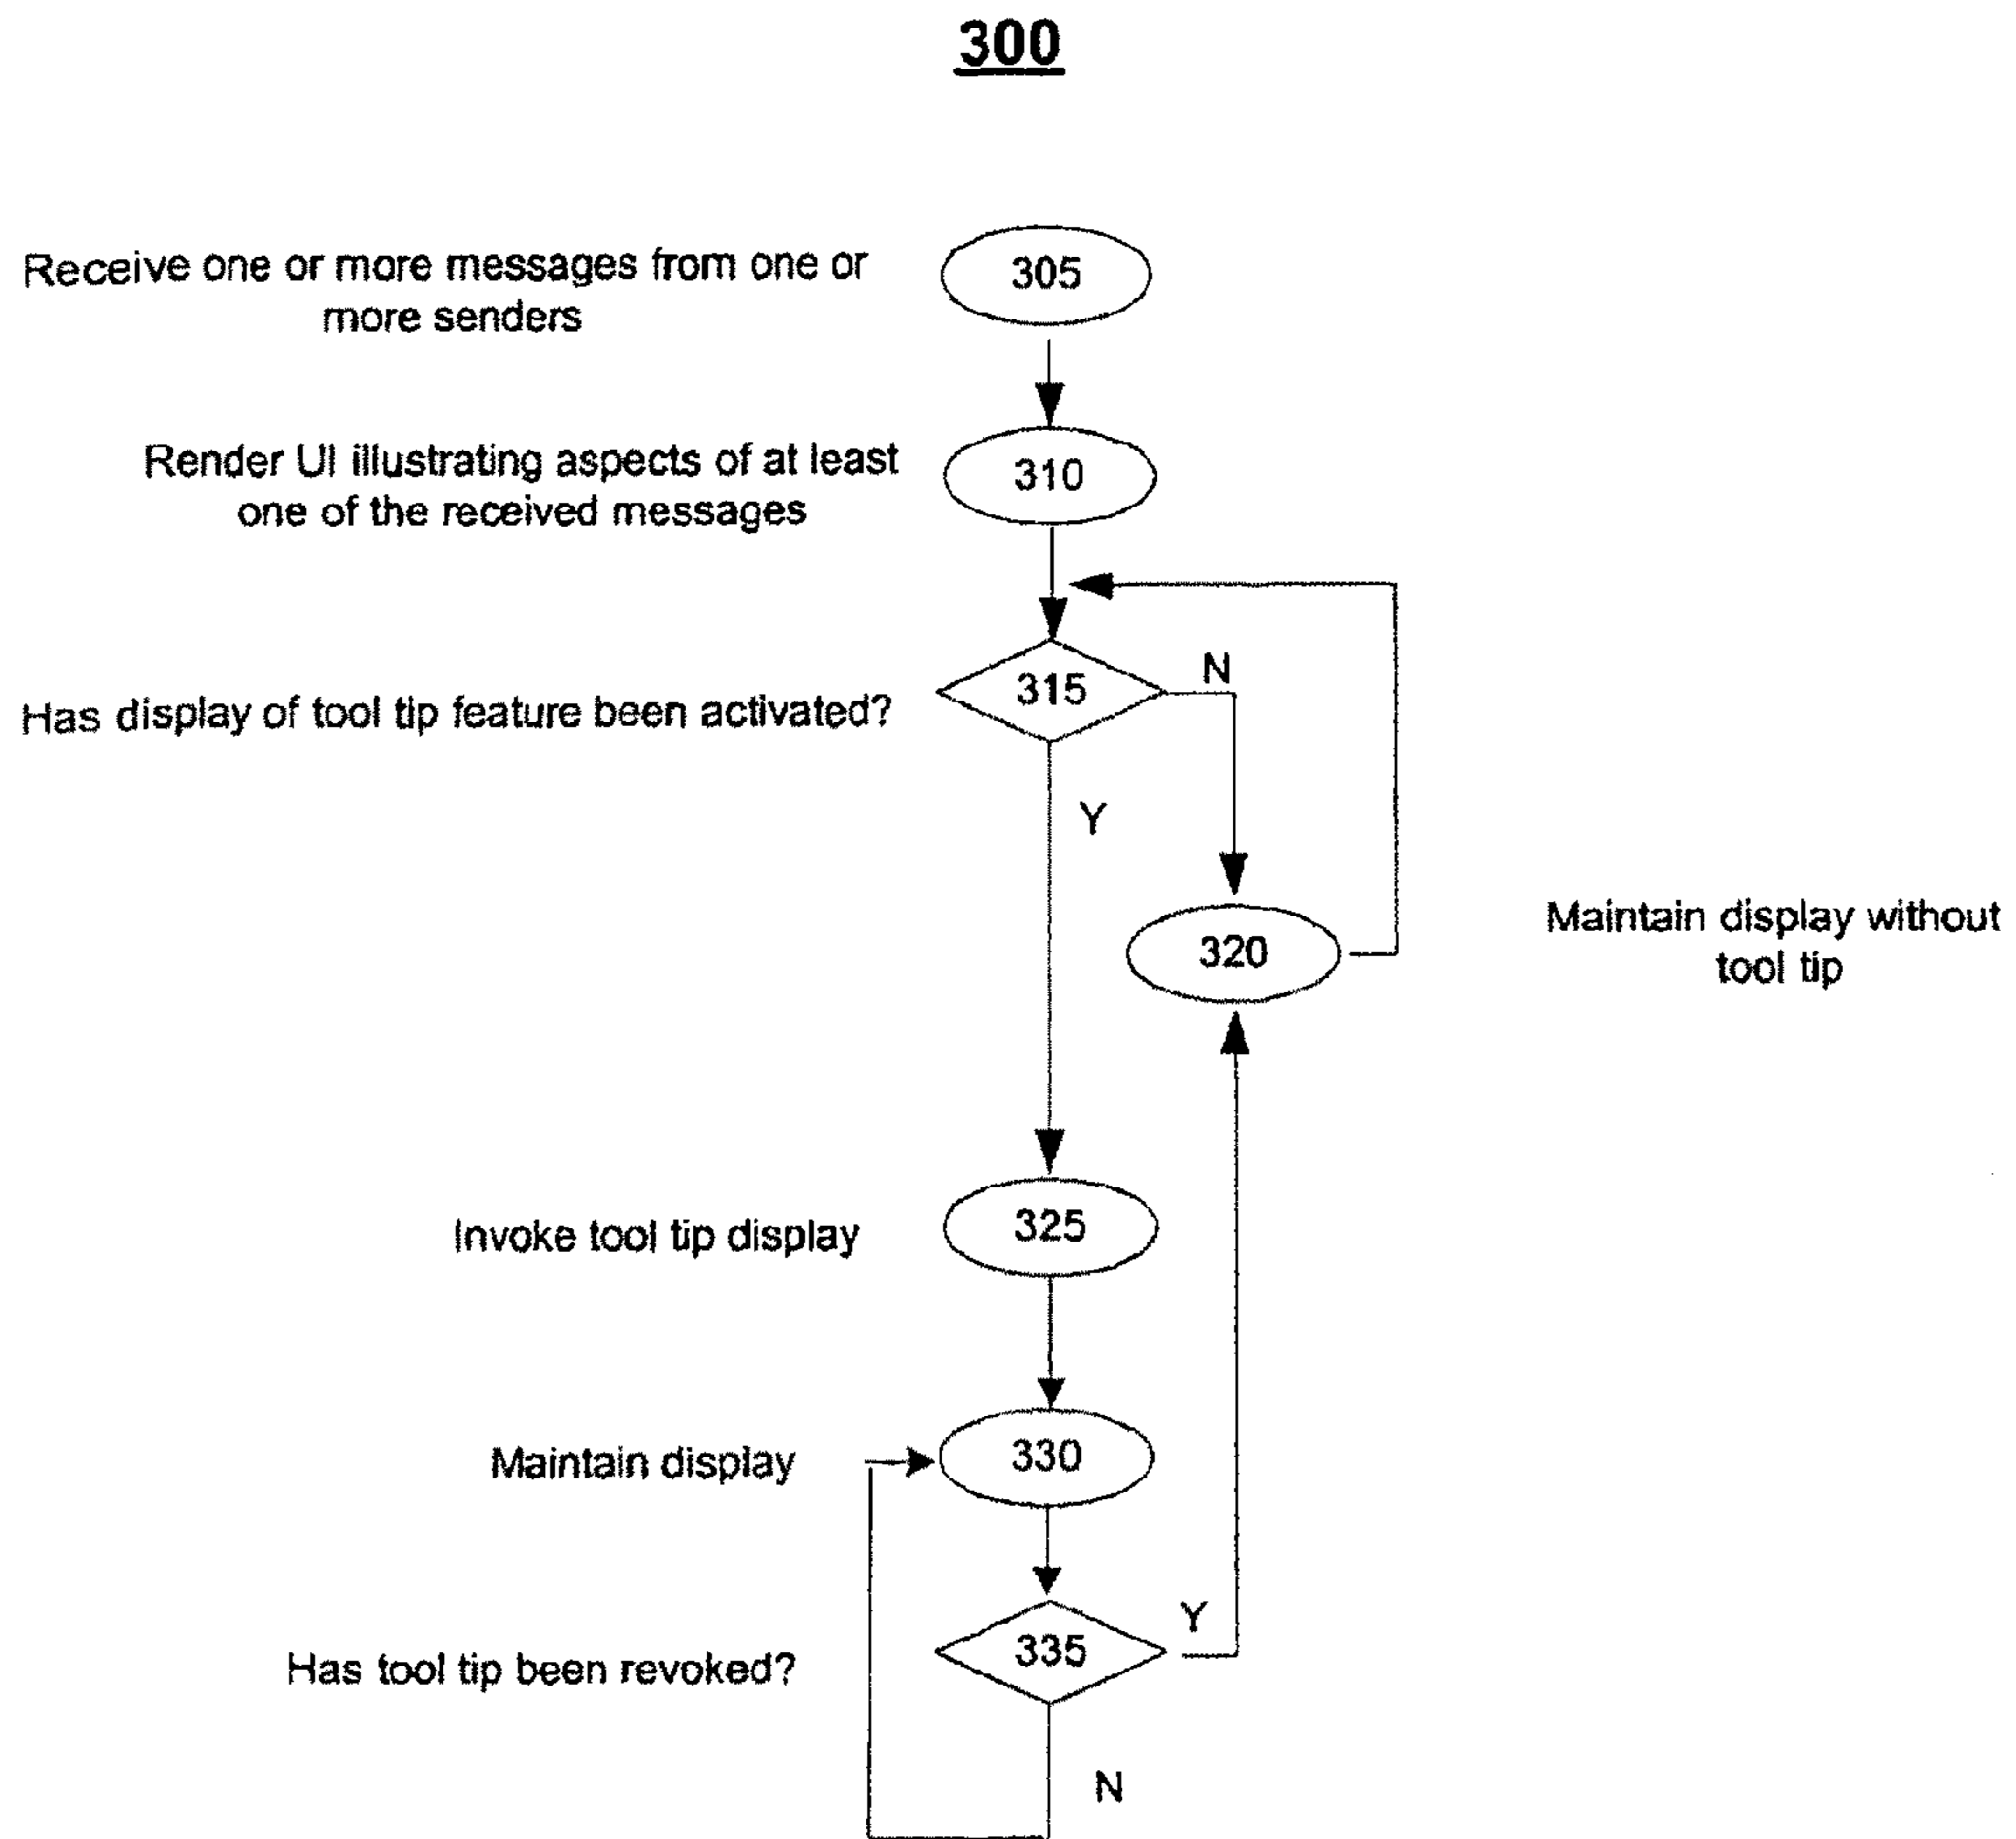 300
Receive one or more messages from one or
more senders
305
Render UI illustrating aspects of at least
one of the received messages
310
Has display of tool tip feature been activated?
315
N
Y
320
Maintain display without
tool tip
Invoke tool tip display
325
Maintain display
330
Has tool tip been revoked?
335
Y
N